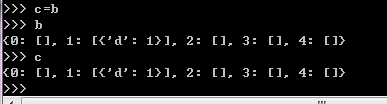 >>> c=b
>>> b
{0: [], 1: [{'d': 1}], 2: [], 3: [], 4: []}
>>> c
{0: [], 1: [{'d': 1}], 2: [], 3: [], 4: []}
>>>